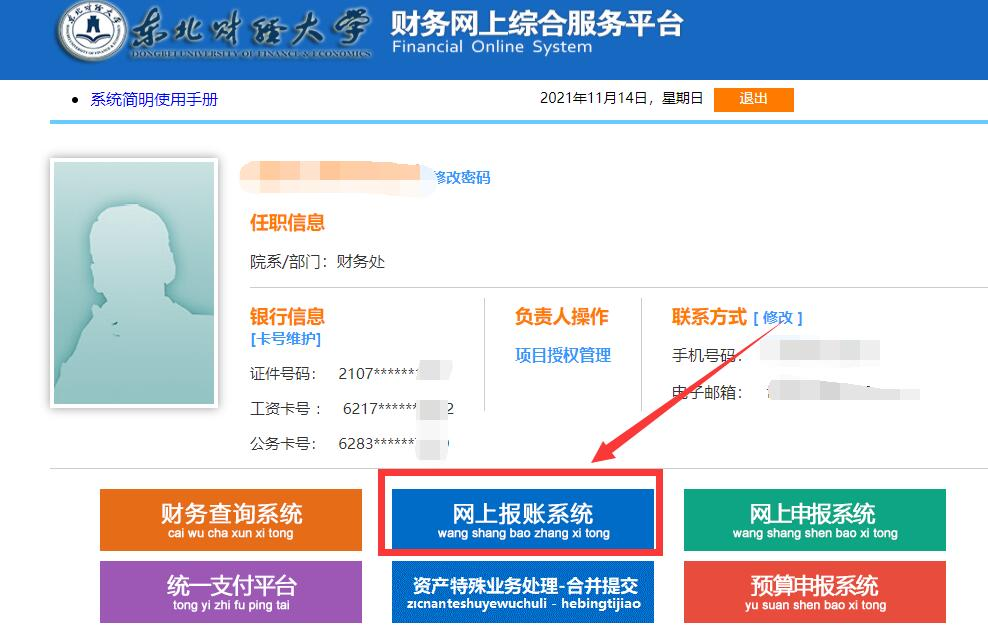 东北财经大学
DONGBEI UNIVERSITY OF FINANCE & ECONOMICS
财务网上综合服务平台
Financial Online System
系统简明使用手册
2021年11月14日，星期日 退出
修改密码
任职信息
院系/部门：财务处
银行信息
[卡号维护]
证件号码： 2107*******
工资卡号： 6217******* 2
公务卡号： 6283*******
负责人操作
项目授权管理
联系方式 [ 修改 ]
手机号码：
电子邮箱：
财务查询系统
cai wu cha xun xi tong
网上报账系统
wang shang bao zhang xi tong
网上申报系统
wang shang shen bao xi tong
统一支付平台
tong yi zhi fu ping tai
资产特殊业务处理-合并提交
zicnanteshuyewuchuli - hebingtijiao
预算申报系统
yu suan shen bao xi tong